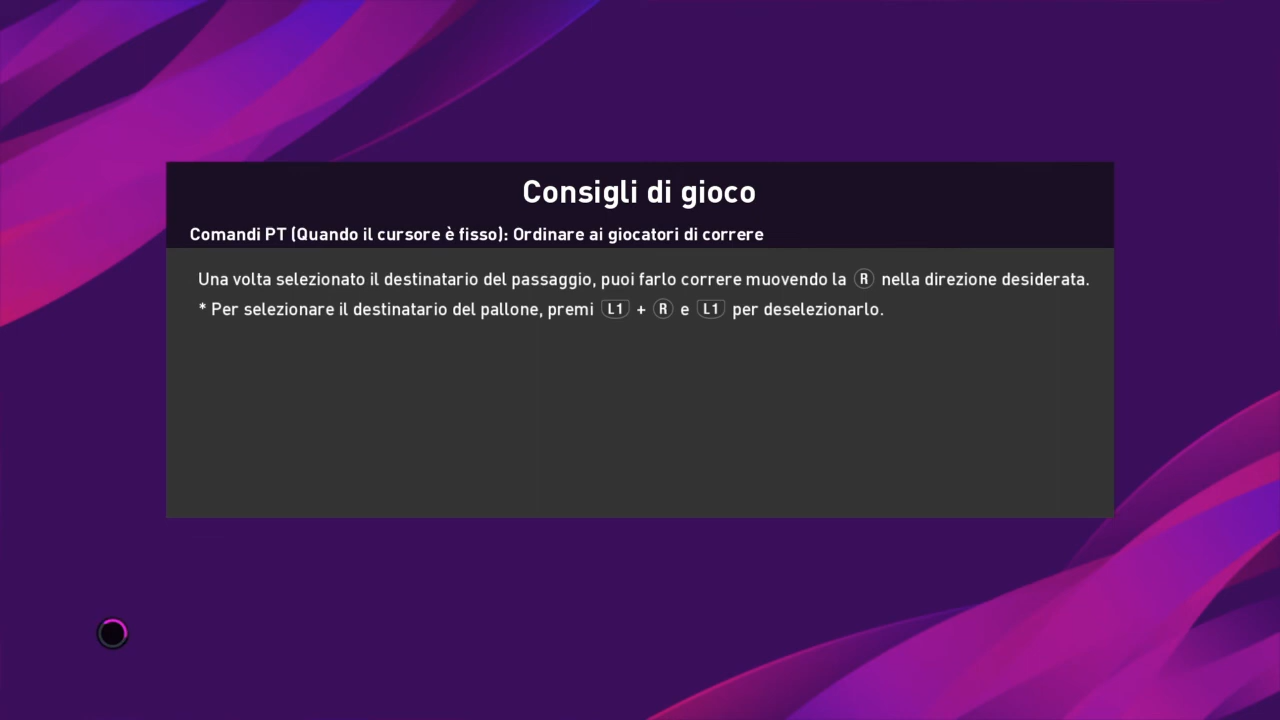 Consigli di gioco
Comandi PT (Quando il cursore è fisso): Ordinare ai giocatori di correre
Una volta selezionato il destinatario del passaggio, puoi farlo correre muovendo la R nella direzione desiderata.
* Per selezionare il destinatario del pallone, premi L1 + R e L1 per deselezionarlo.